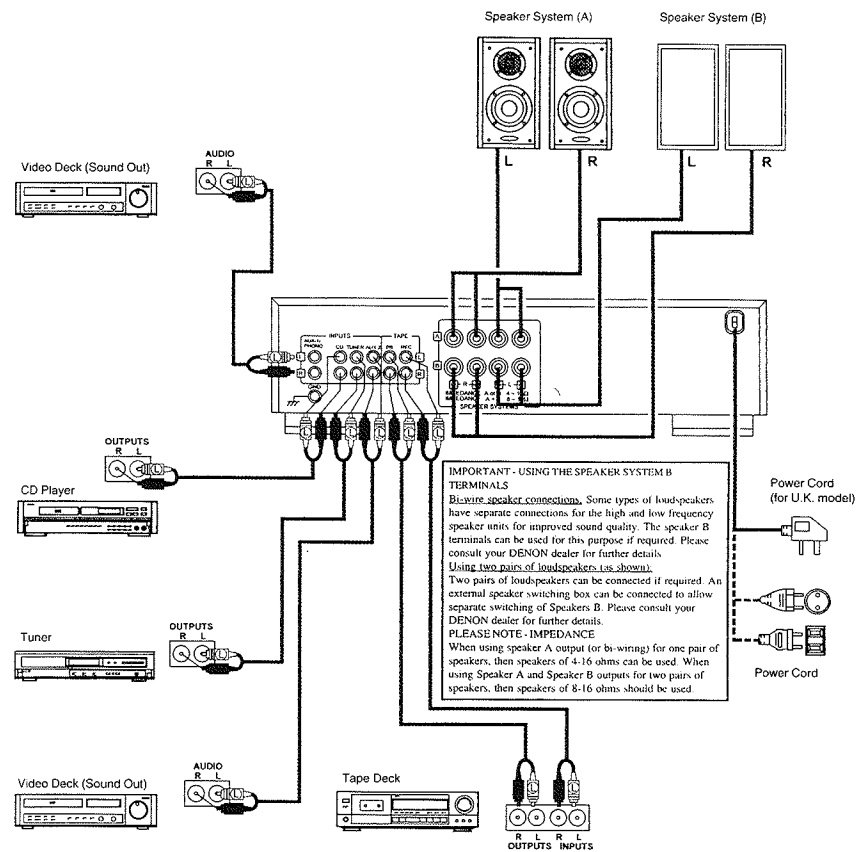 Speaker System (A)
Speaker System (B)
L
R
L
R
Video Deck (Sound Out)
AUDIO
R L
INPUTS
TAPE
AUX-1/
PHONO
CD TUNER AUX 2 PB REC
L
R
L
R
GND
A
B
R
L
IMPEDANCE
IMPEDANCE
SPEAKER SYSTEMS
L
L
L
L
L
L
OUTPUTS
R L
CD Player
OUTPUTS
R L
Tuner
AUDIO
R L
Video Deck (Sound Out)
Tape Deck
R L R L
OUTPUTS INPUTS
IMPORTANT - USING THE SPEAKER SYSTEM B
TERMINALS
Bi-wire speaker connections. Some types of loudspeakers
have separate connections for the high and low frequency
speaker units for improved sound quality. The speaker B
terminals can be used for this purpose if required. Please
consult your DENON dealer for further details
Using two pairs of loudspeakers (as shown):
Two pairs of loudspeakers can be connected if required. An
external speaker switching box can be connected to allow
separate switching of Speakers B. Please consult your
DENON dealer for further details.
PLEASE NOTE - IMPEDANCE
When using speaker A output (or bi-wiring) for one pair of
speakers, then speakers of 4-16 ohms can be used. When
using Speaker A and Speaker B outputs for two pairs of
speakers, then speakers of 8-16 ohms should be used.
Power Cord
(for U.K. model)
Power Cord